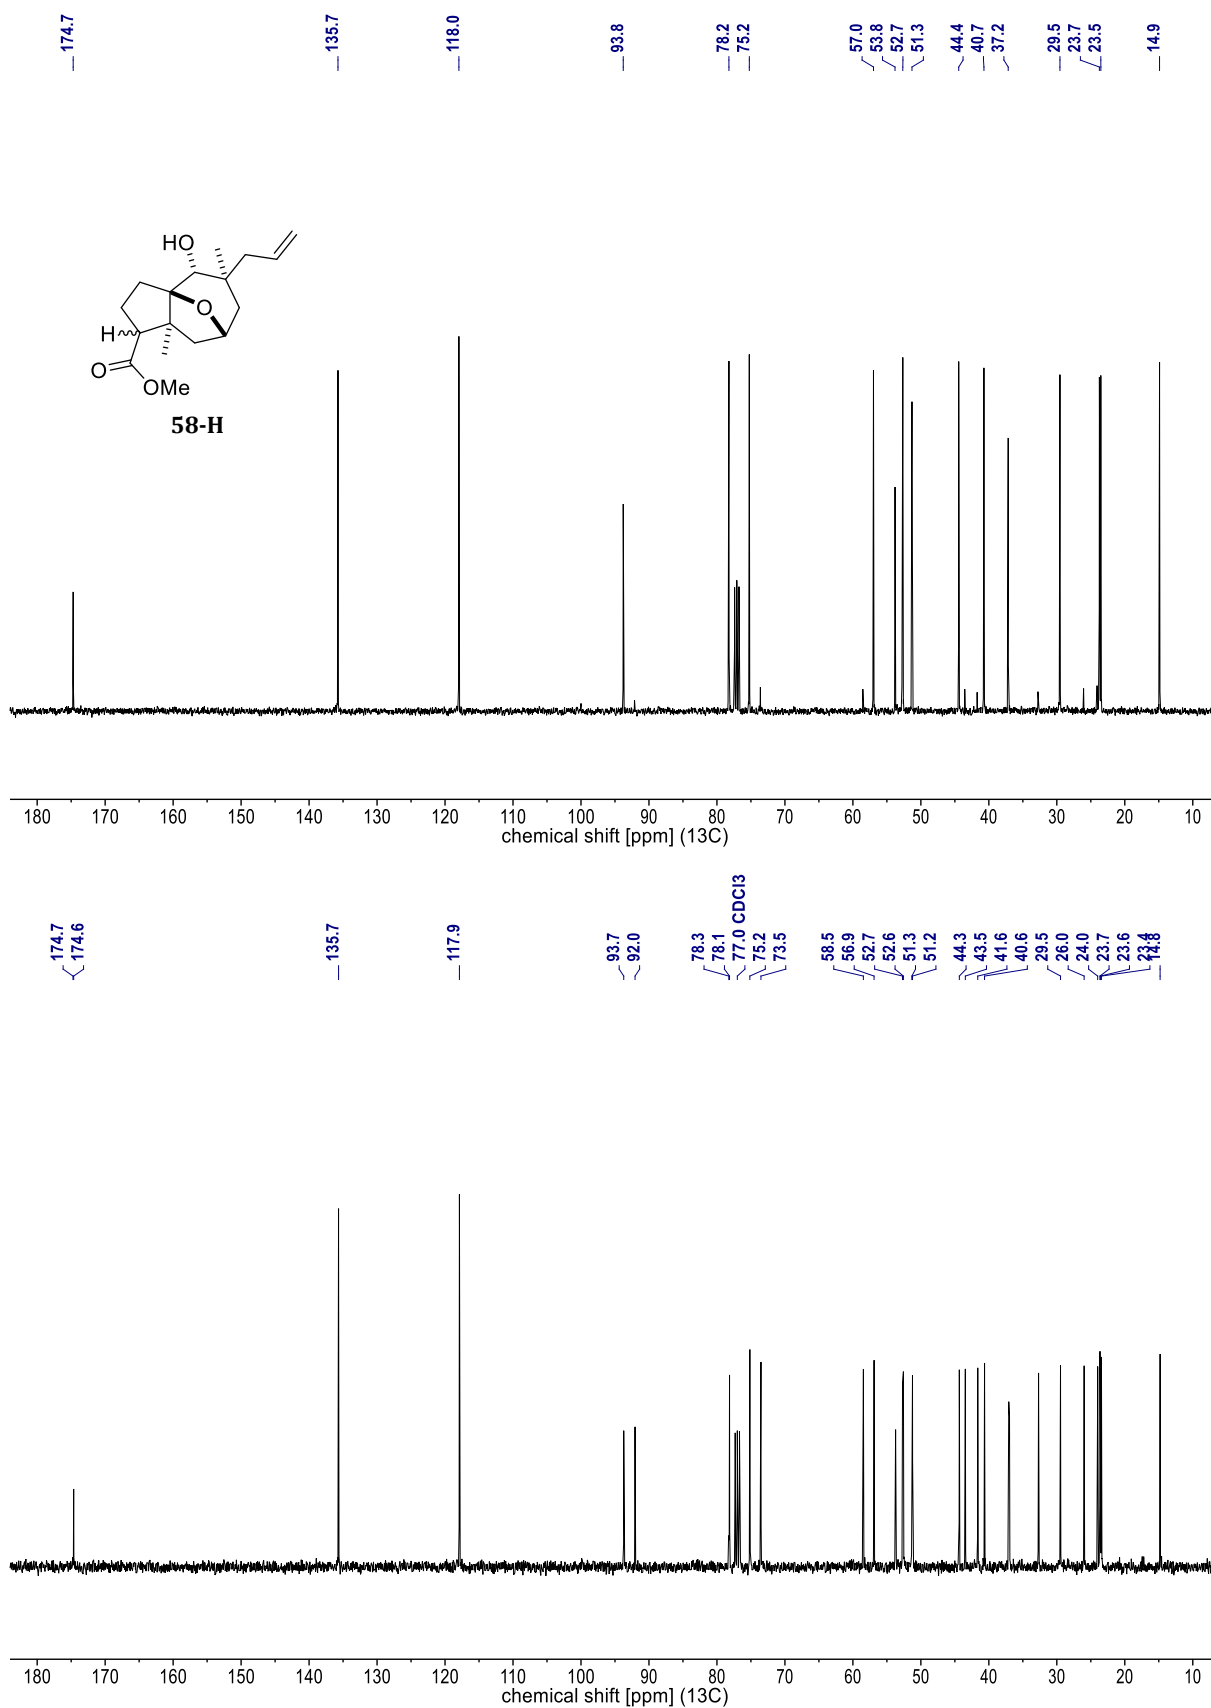 174.7 135.7 118.0 93.8 78.2 75.2 57.0 53.8 52.7 51.3 44.4 40.7 37.2 29.5 23.7 23.5 14.9
HO
O
H
O
OMe
58-H
180 170 160 150 140 130 120 110 100 90 80 70 60 50 40 30 20 10
chemical shift [ppm] (13C)
174.7 174.6 135.7 117.9 93.7 92.0 78.3 78.1 77.0 CDCl3 75.2 73.5 58.5 56.9 52.7 52.6 51.3 51.2 44.3 43.5 41.6 40.6 29.5 26.0 24.0 23.7 23.6 23.4 14.8
180 170 160 150 140 130 120 110 100 90 80 70 60 50 40 30 20 10
chemical shift [ppm] (13C)